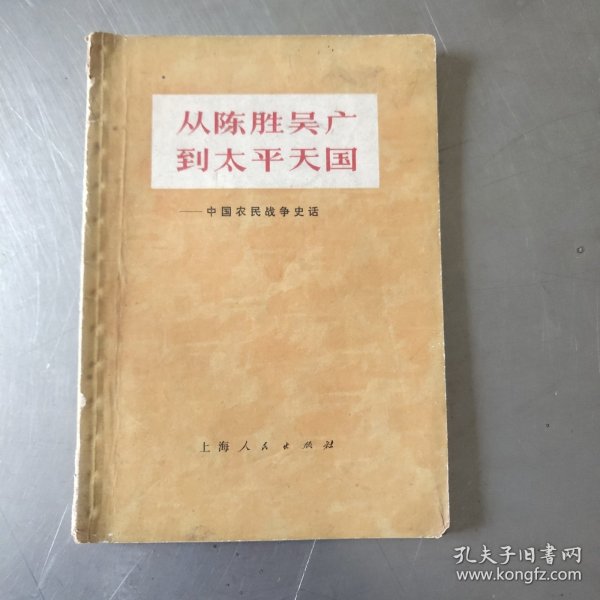 从陈胜吴广
到太平天国
——中国农民战争史话
上海人民出版社
孔夫子旧书网
www.kongfz.com